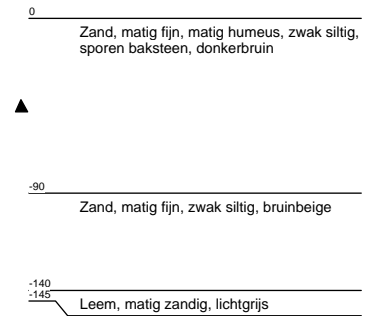 0
Zand, matig fijn, matig humeus, zwak siltig,
sporen baksteen, donkerbruin
-90
Zand, matig fijn, zwak siltig, bruinbeige
-140
-145
Leem, matig zandig, lichtgrijs